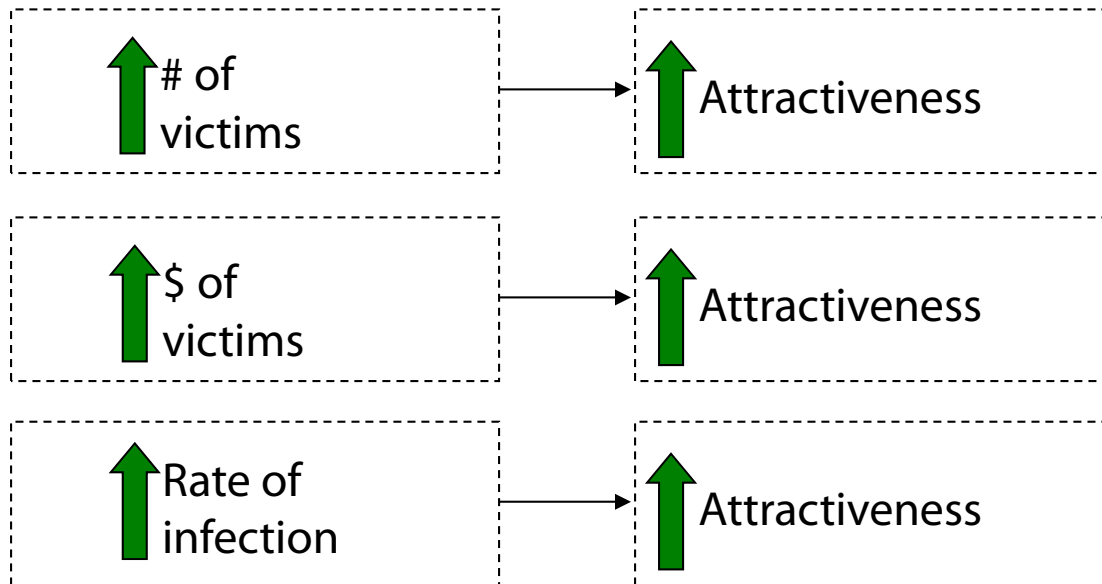 # of
victims
Attractiveness
$ of
victims
Attractiveness
Rate of
infection
Attractiveness